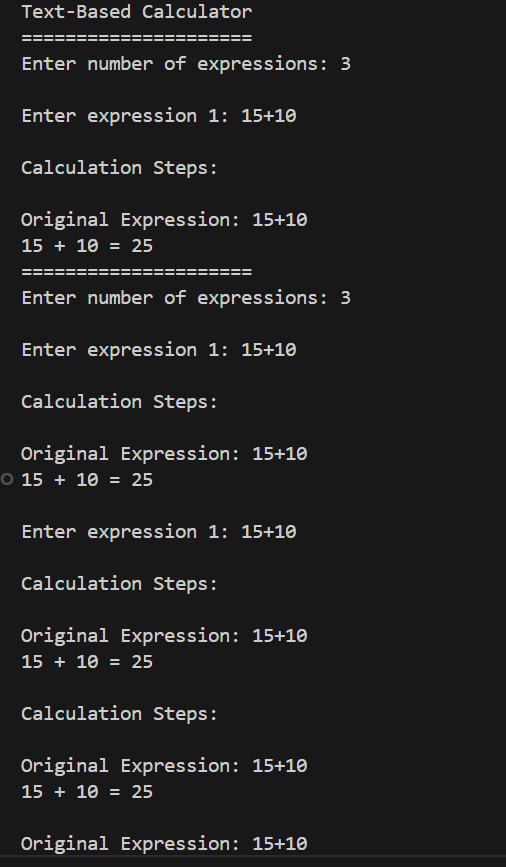 Text-Based Calculator
=====================
Enter number of expressions: 3
Enter expression 1: 15+10
Calculation Steps:
Original Expression: 15+10
15 + 10 = 25
=====================
Enter number of expressions: 3
Enter expression 1: 15+10
Calculation Steps:
Original Expression: 15+10
15 + 10 = 25
Enter expression 1: 15+10
Calculation Steps:
Original Expression: 15+10
15 + 10 = 25
Calculation Steps:
Original Expression: 15+10
15 + 10 = 25
Original Expression: 15+10